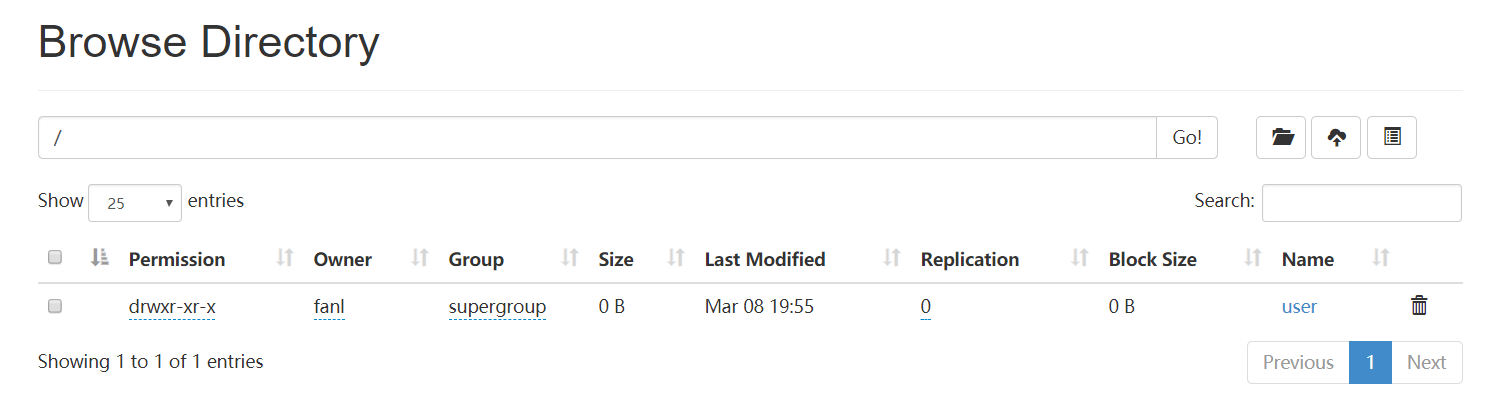 Browse Directory
/ Go!
Show 25 entries Search:
Permission Owner Group Size Last Modified Replication Block Size Name
drwxr-xr-x fanl supergroup 0 B Mar 08 19:55 0 0 B user
Showing 1 to 1 of 1 entries Previous 1 Next